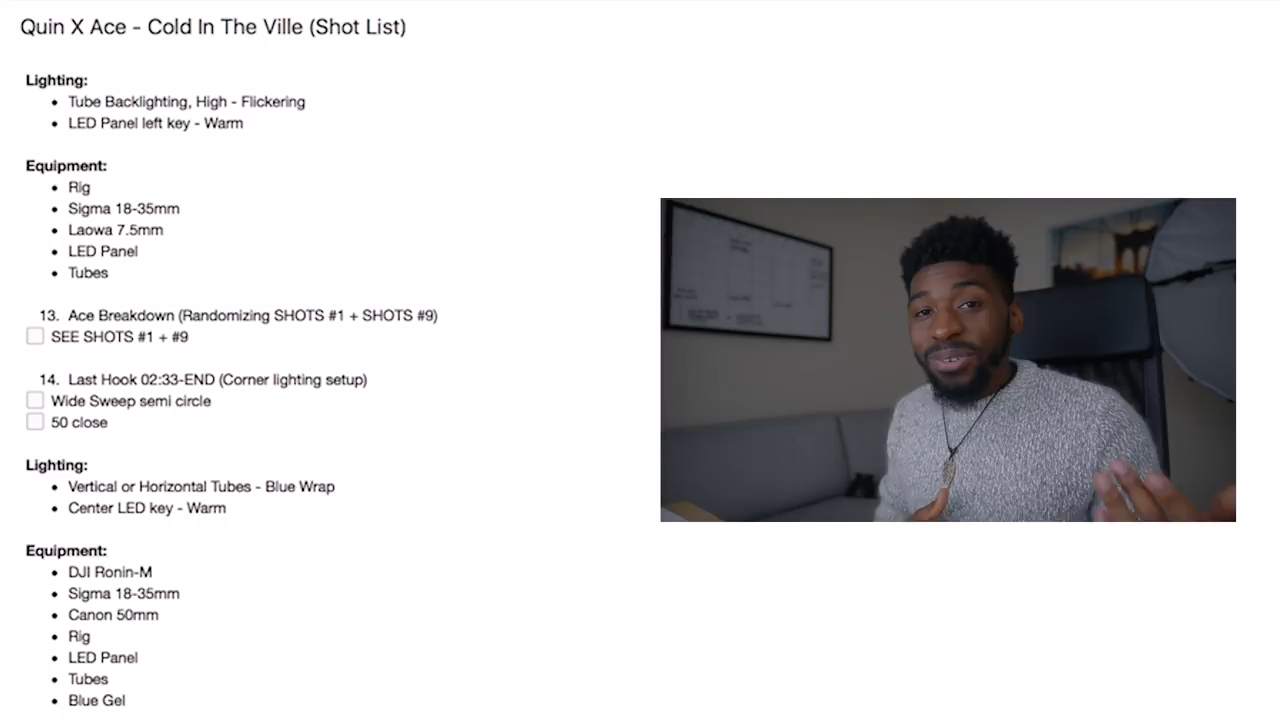 Quin X Ace - Cold In The Ville (Shot List)
Lighting:
• Tube Backlighting, High - Flickering
• LED Panel left key - Warm
Equipment:
• Rig
• Sigma 18-35mm
• Laowa 7.5mm
• LED Panel
• Tubes
13. Ace Breakdown (Randomizing SHOTS #1 + SHOTS #9)
SEE SHOTS #1 + #9
14. Last Hook 02:33-END (Corner lighting setup)
Wide Sweep semi circle
50 close
Lighting:
• Vertical or Horizontal Tubes - Blue Wrap
• Center LED key - Warm
Equipment:
• DJI Ronin-M
• Sigma 18-35mm
• Canon 50mm
• Rig
• LED Panel
• Tubes
• Blue Gel